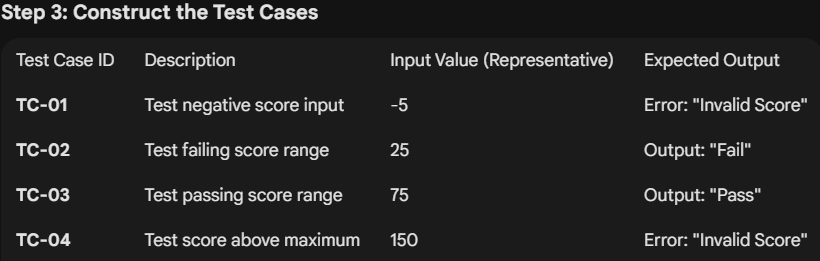 Step 3: Construct the Test Cases
Test Case ID Description Input Value (Representative) Expected Output
TC-01 Test negative score input -5 Error: "Invalid Score"
TC-02 Test failing score range 25 Output: "Fail"
TC-03 Test passing score range 75 Output: "Pass"
TC-04 Test score above maximum 150 Error: "Invalid Score"